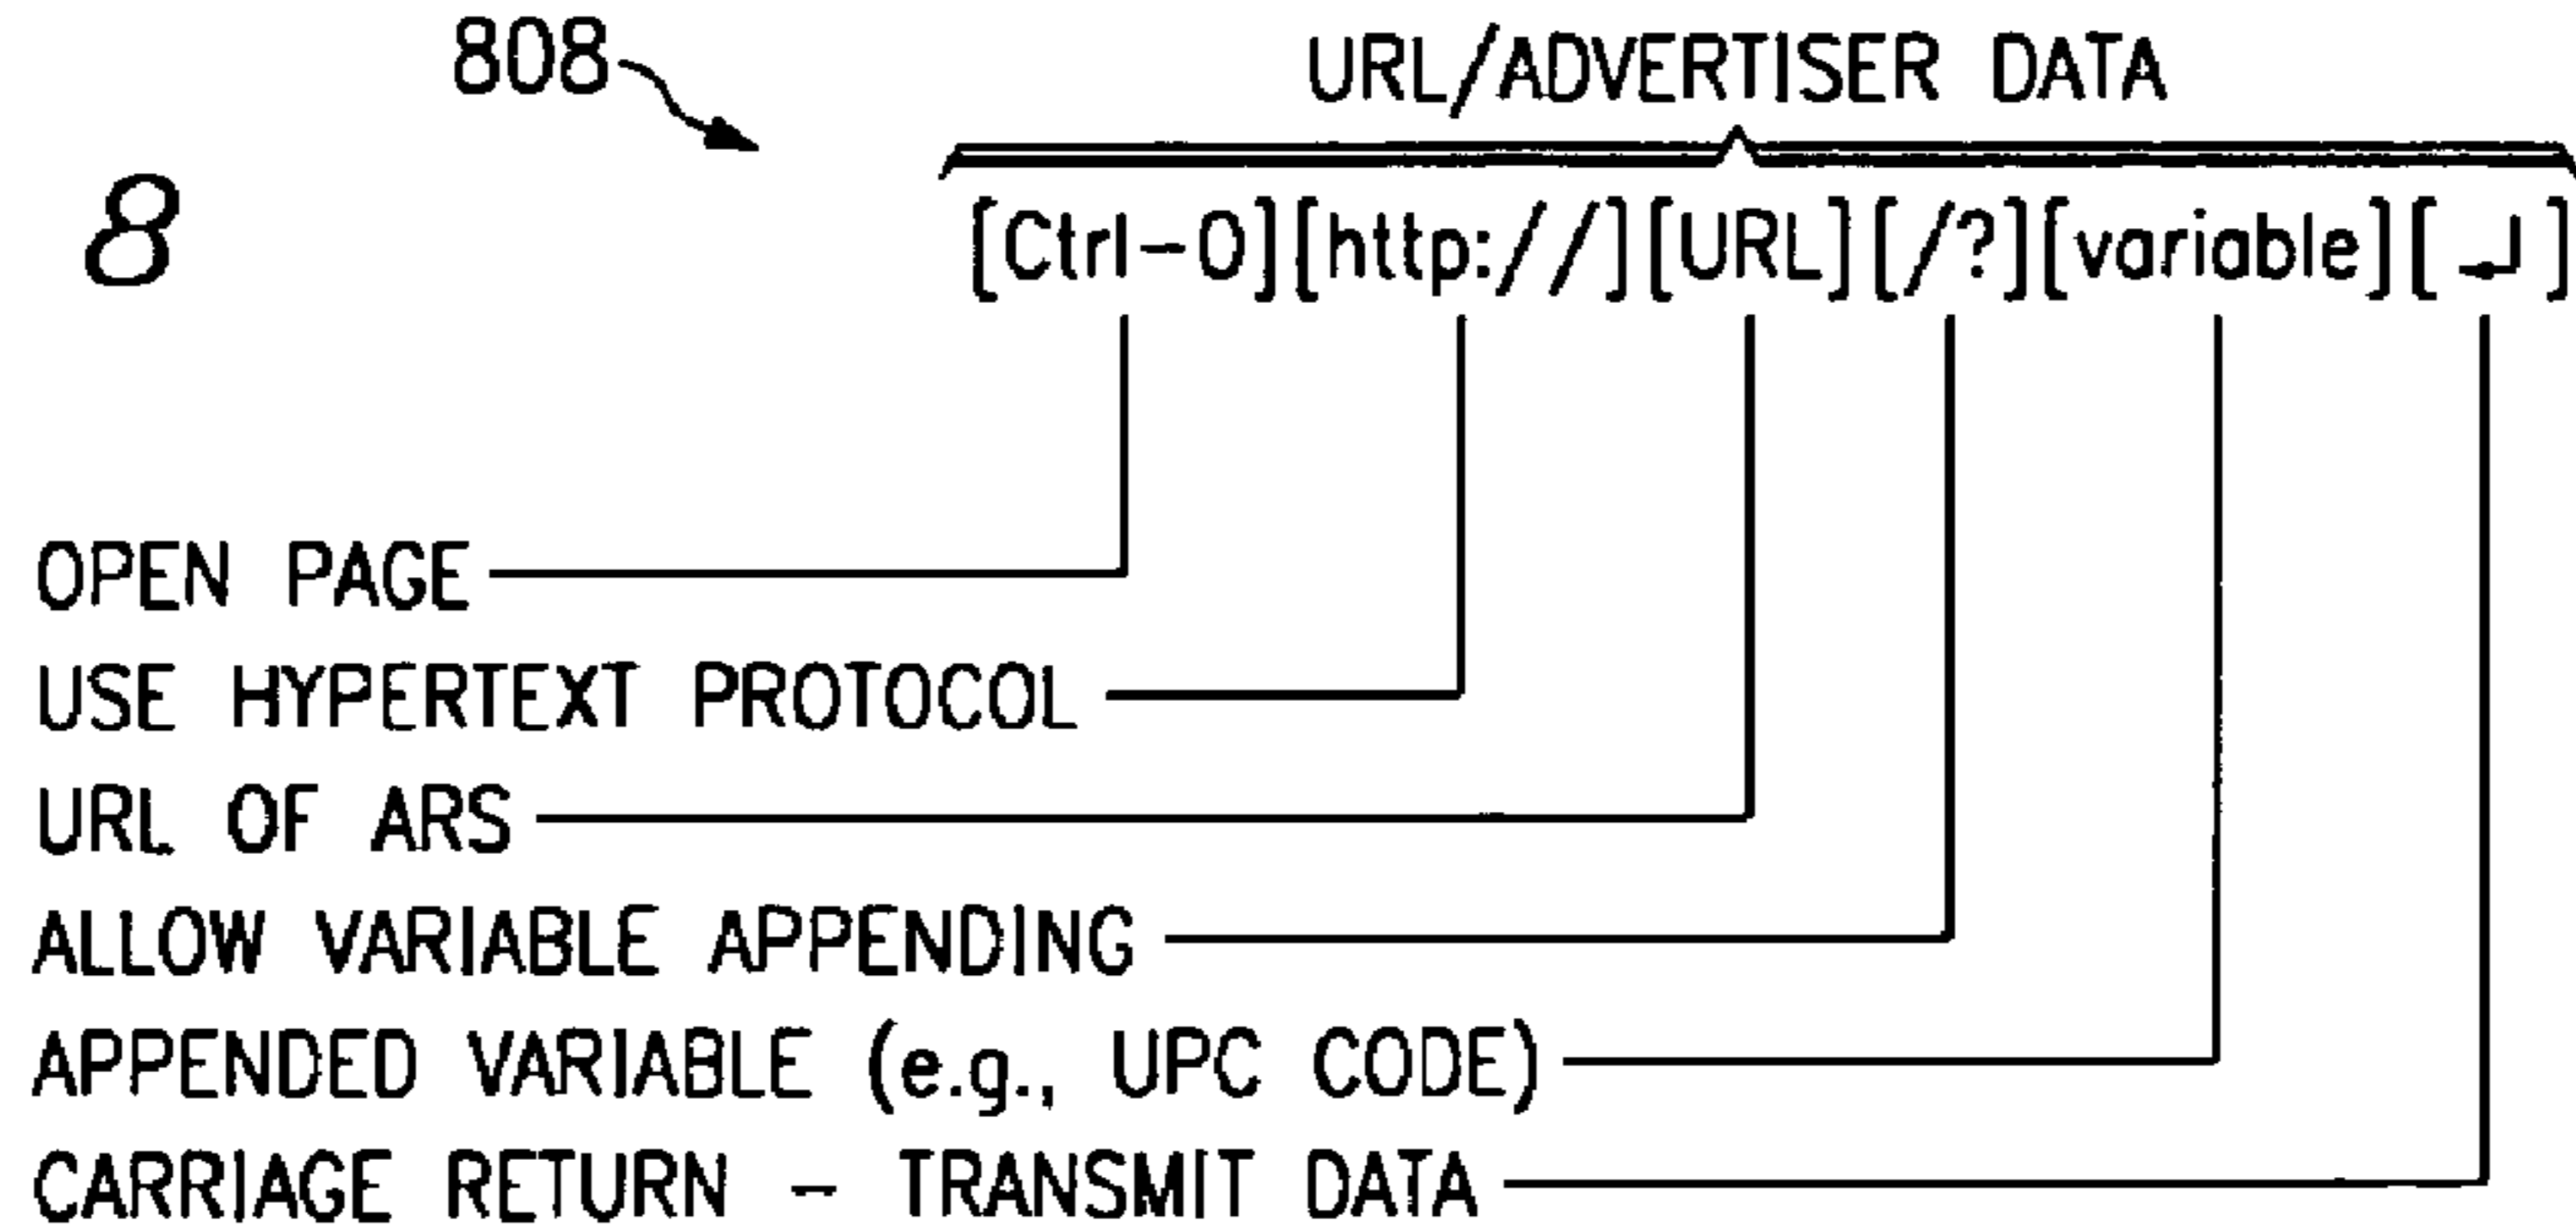 808
URL/ADVERTISER DATA
8
[Ctrl-O][http://][URL][/?][variable][↵]
OPEN PAGE
USE HYPERTEXT PROTOCOL
URL OF ARS
ALLOW VARIABLE APPENDING
APPENDED VARIABLE (e.g., UPC CODE)
CARRIAGE RETURN - TRANSMIT DATA